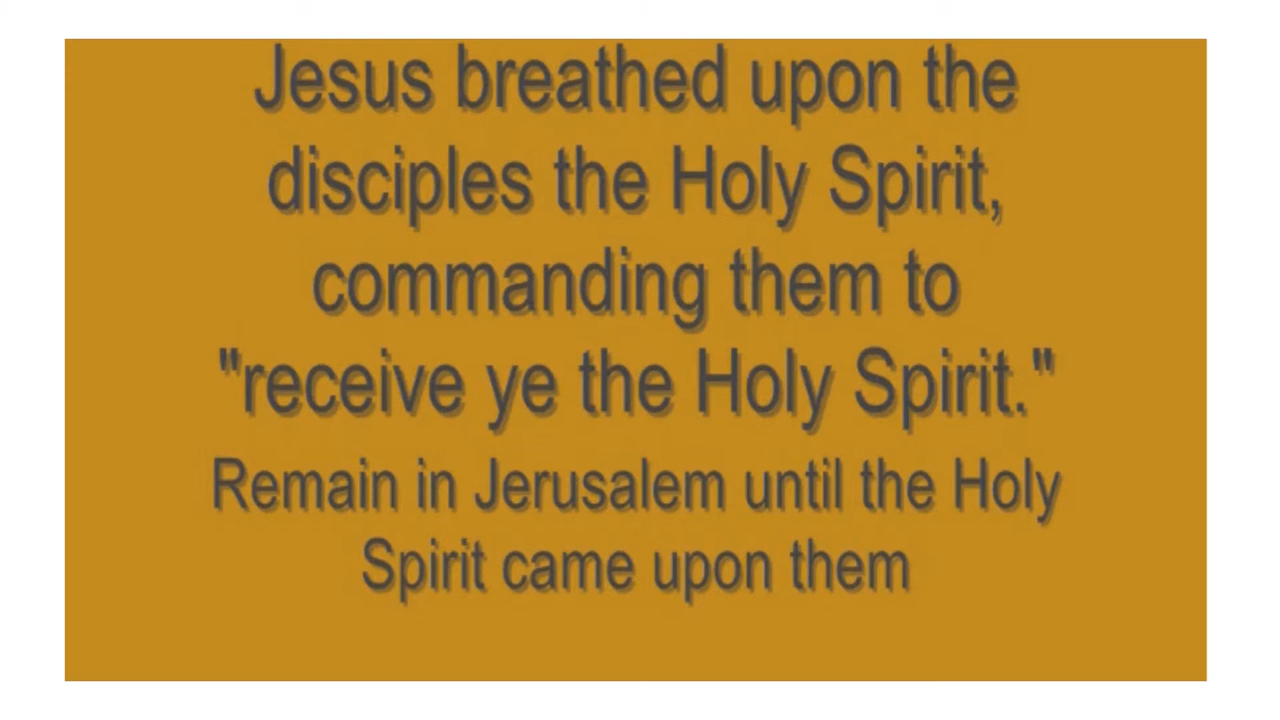 Jesus breathed upon the
disciples the Holy Spirit,
commanding them to
"receive ye the Holy Spirit."
Remain in Jerusalem until the Holy
Spirit came upon them